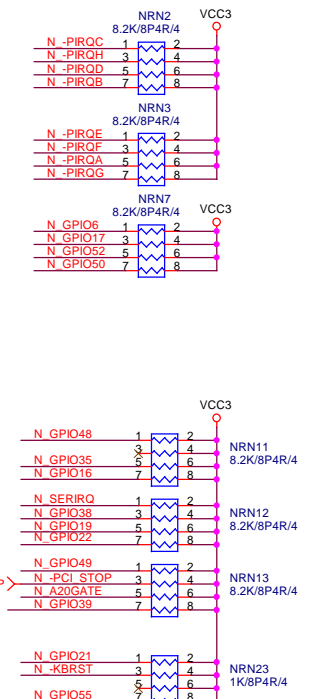 NRN2
8.2K/8P4R/4
VCC3
N_-PIRQC 1 2
N_-PIRQH 3 4
N_-PIRQD 5 6
N_-PIRQB 7 8
NRN3
8.2K/8P4R/4
N_-PIRQE 1 2
N_-PIRQF 3 4
N_-PIRQA 5 6
N_-PIRQG 7 8
NRN7
8.2K/8P4R/4
VCC3
N_GPIO6 1 2
N_GPIO17 3 4
N_GPIO52 5 6
N_GPIO50 7 8
VCC3
N_GPIO48 1 2
3 4
N_GPIO35 5 6
N_GPIO16 7 8
NRN11
8.2K/8P4R/4
N_SERIRQ 1 2
N_GPIO38 3 4
N_GPIO19 5 6
N_GPIO22 7 8
NRN12
8.2K/8P4R/4
N_GPIO49 1 2
P N_-PCI_STOP 3 4
N_A20GATE 5 6
N_GPIO39 7 8
NRN13
8.2K/8P4R/4
N_GPIO21 1 2
N_-KBRST 3 4
5 6
N_GPIO55 7 8
NRN23
1K/8P4R/4